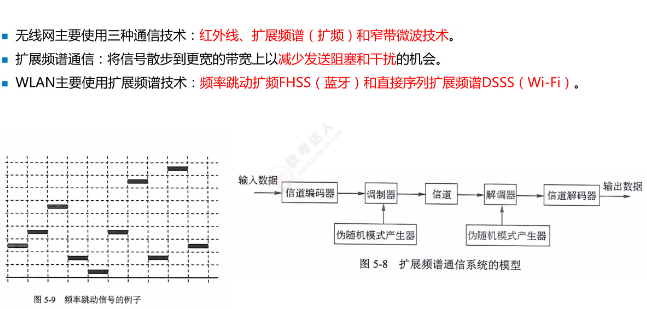 无线网主要使用三种通信技术：红外线、扩展频谱（扩频）和窄带微波技术。
扩展频谱通信：将信号散步到更宽的带宽上以减少发送阻塞和干扰的机会。
WLAN主要使用扩展频谱技术：频率跳动扩频FHSS（蓝牙）和直接序列扩展频谱DSSS（Wi-Fi）。
软考达人
输入数据
信道编码器
调制器
信道
解调器
信道解码器
输出数据
伪随机模式产生器
伪随机模式产生器
图 5-8 扩展频谱通信系统的模型
图 5-9 频率跳动信号的例子